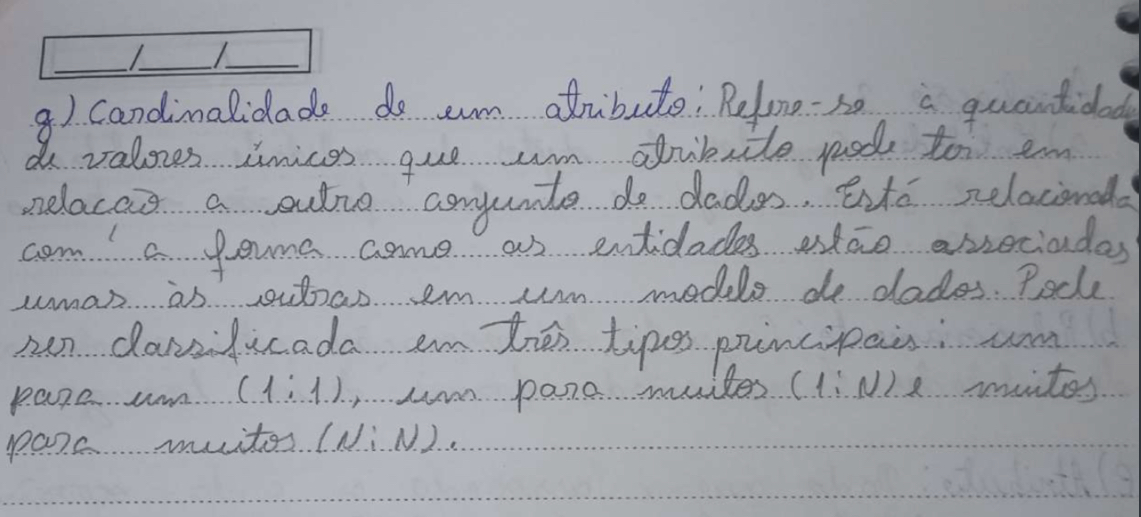 ___/___/___
g) Cardinalidade de um atributo: Refere-se à quantidade
de valores únicos que um atributo pode ter em
relação a outro conjunto de dados. Está relacionada
com a forma como as entidades estão associadas
umas às outras em um modelo de dados. Pode
ser classificada em três tipos principais: um
para um (1:1), um para muitos (1:N) e muitos
para muitos (N:N).